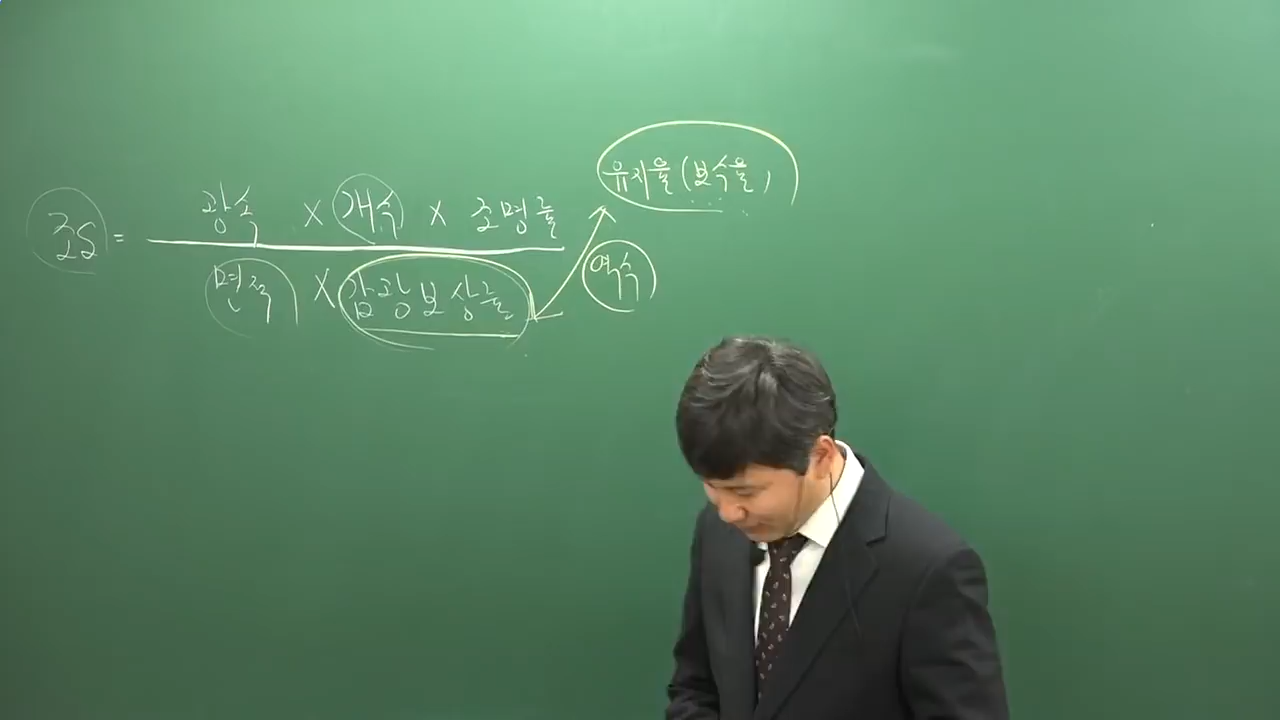 유지율(보수율)
조도 = 광속 X 개수 X 조명률
면적 X 감광보상률
역수